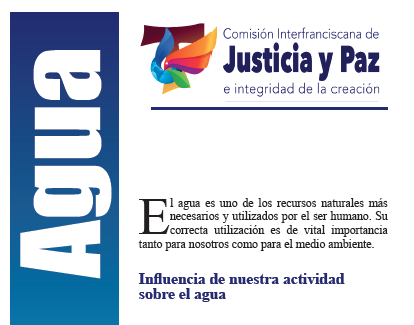 Agua
Comisión Interfranciscana de
Justicia y Paz
e integridad de la creación
El agua es uno de los recursos naturales más
necesarios y utilizados por el ser humano. Su
correcta utilización es de vital importancia
tanto para nosotros como para el medio ambiente.
Influencia de nuestra actividad
sobre el agua